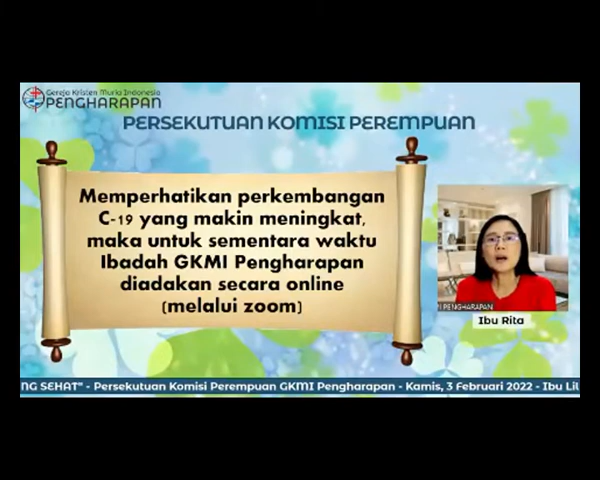 Gereja Kristen Muria Indonesia
PENGHARAPAN
PERSEKUTUAN KOMISI PEREMPUAN
Memperhatikan perkembangan
C-19 yang makin meningkat,
maka untuk sementara waktu
Ibadah GKMI Pengharapan
diadakan secara online
(melalui zoom)
PENGHARAPAN
Ibu Rita
NG SEHAT" - Persekutuan Komisi Perempuan GKMI Pengharapan - Kamis, 3 Februari 2022 - Ibu Lil